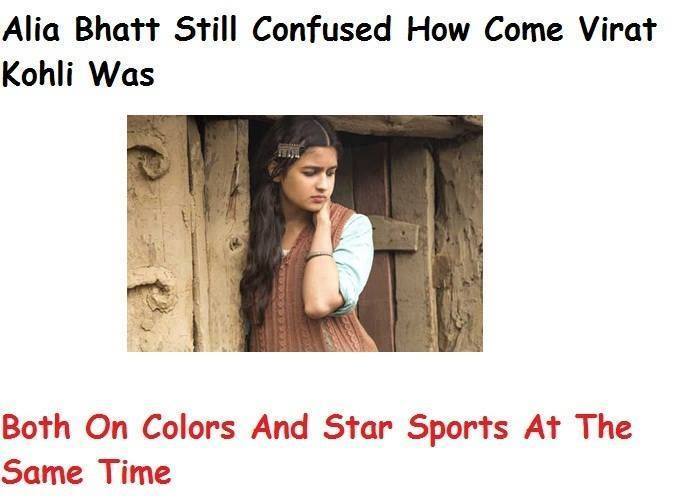 Alia Bhatt Still Confused How Come Virat
Kohli Was
Both On Colors And Star Sports At The
Same Time